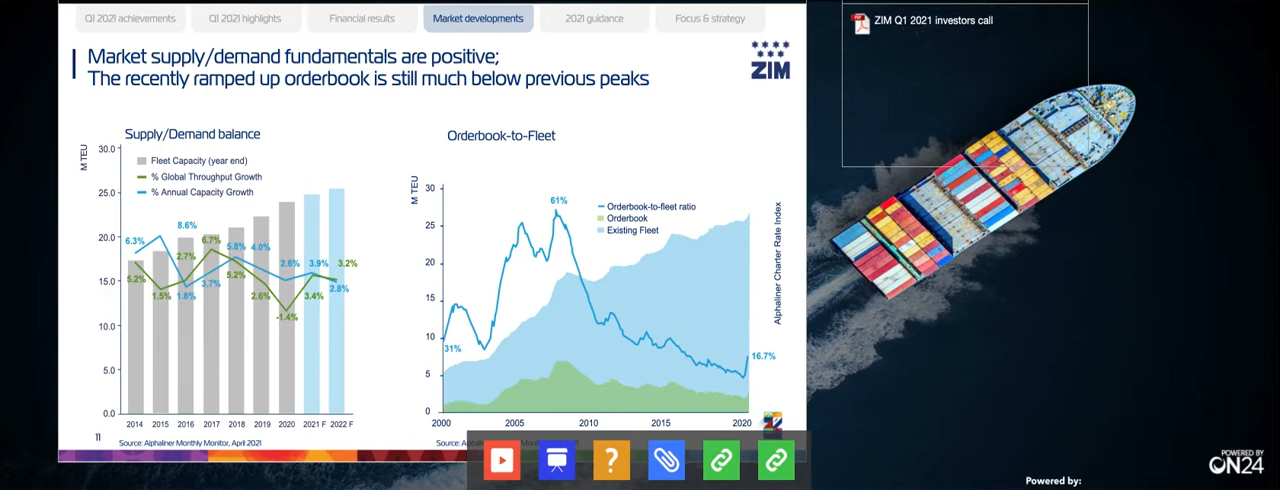 Q1 2021 achievements
Q1 2021 highlights
Financial results
Market developments
2021 guidance
Focus & strategy
Market supply/demand fundamentals are positive;
The recently ramped up orderbook is still much below previous peaks
ZIM
PDF
ZIM Q1 2021 investors call
Supply/Demand balance
M TEU
30.0
25.0
20.0
15.0
10.0
5.0
0.0
Fleet Capacity (year end)
% Global Throughput Growth
% Annual Capacity Growth
6.3%
8.6%
1.8%
3.7%
5.8%
4.0%
2.6%
3.9%
2.8%
5.2%
1.5%
2.7%
6.7%
5.2%
2.6%
-1.4%
3.4%
3.2%
2014
2015
2016
2017
2018
2019
2020
2021 F
2022 F
11
Source: Alphaliner Monthly Monitor, April 2021
Orderbook-to-Fleet
M TEU
30
25
20
15
10
5
0
61%
31%
16.7%
Orderbook-to-fleet ratio
Orderbook
Existing Fleet
Alphaliner Charter Rate Index
2000
2005
2010
2015
2020
Source:
?
POWERED BY
ON24
Powered by: